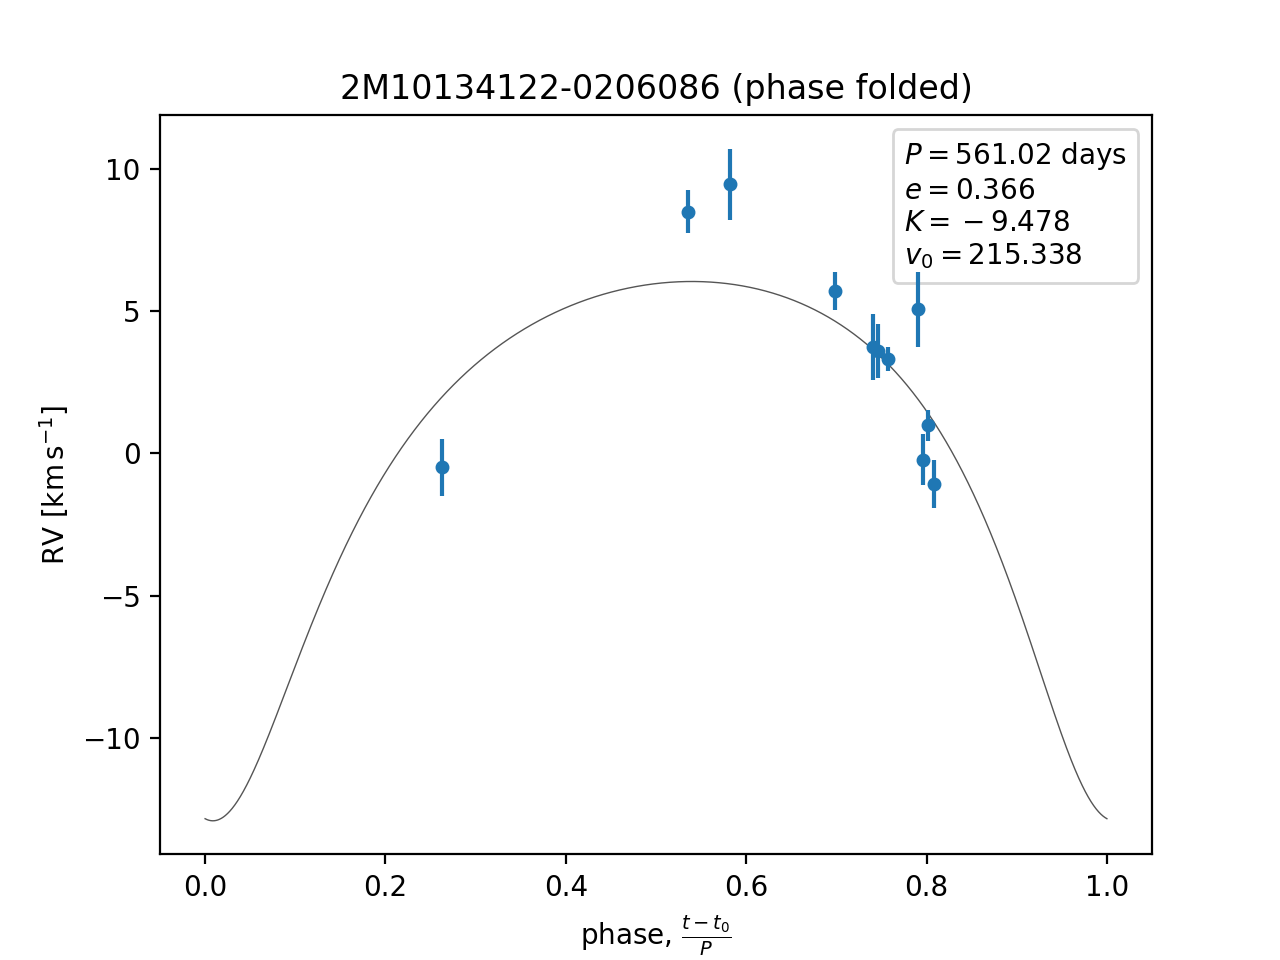 2M10134122-0206086 (phase folded)
P = 561.02 days
e = 0.366
K = − 9.478
v₀ = 215.338
10
5
0
−5
−10
RV [km s⁻¹]
0.0 0.2 0.4 0.6 0.8 1.0
phase, (t − t₀)/P